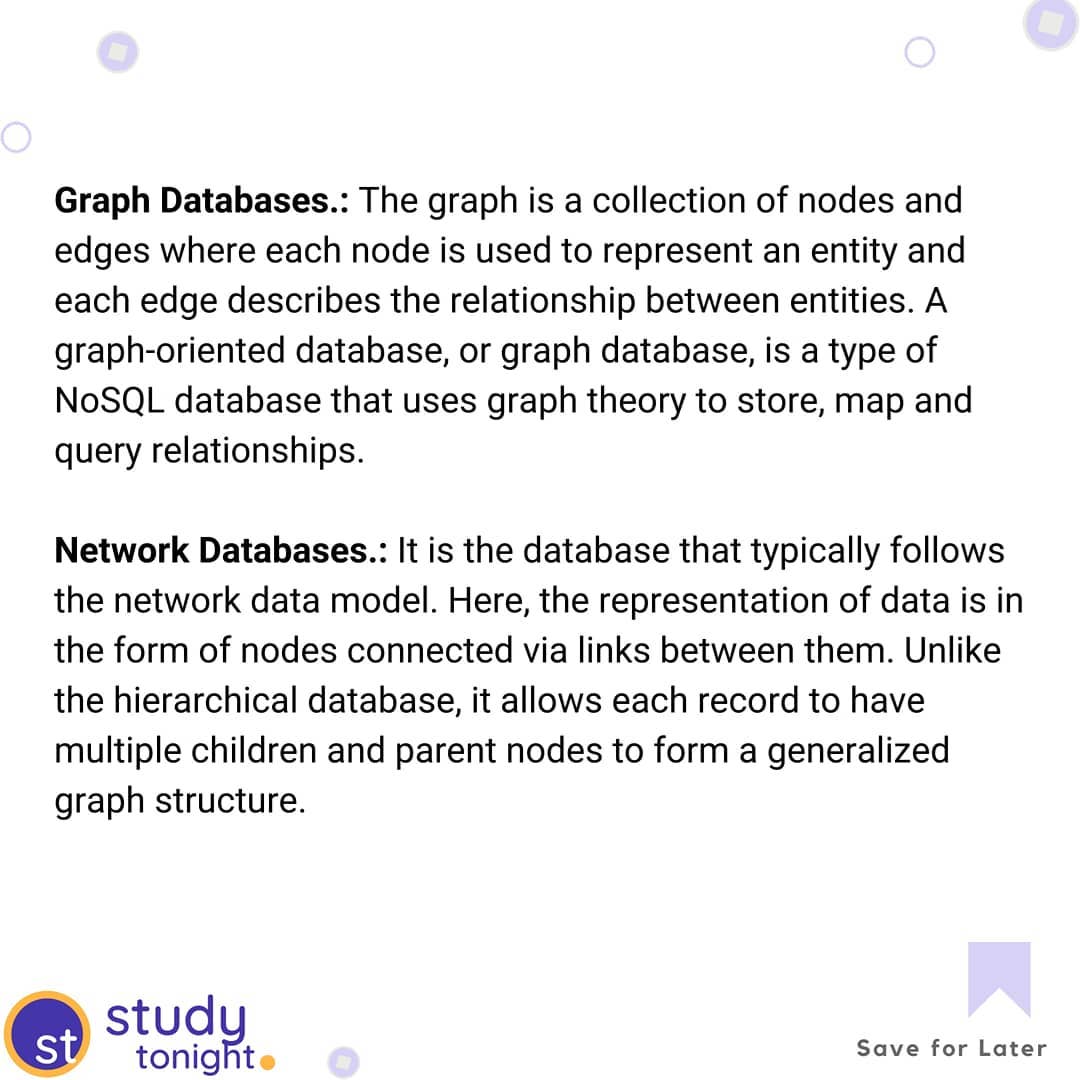 Graph Databases.: The graph is a collection of nodes and
edges where each node is used to represent an entity and
each edge describes the relationship between entities. A
graph-oriented database, or graph database, is a type of
NoSQL database that uses graph theory to store, map and
query relationships.
Network Databases.: It is the database that typically follows
the network data model. Here, the representation of data is in
the form of nodes connected via links between them. Unlike
the hierarchical database, it allows each record to have
multiple children and parent nodes to form a generalized
graph structure.
st
study
tonight.
Save for Later